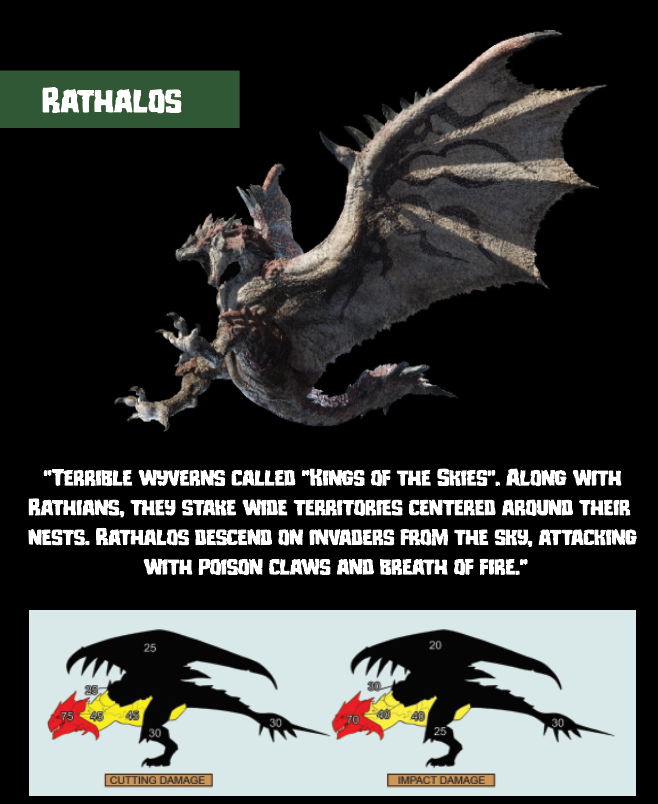 RATHALOS
"TERRIBLE WYVERNS CALLED "KINGS OF THE SKIES". ALONG WITH
RATHIANS, THEY STAKE WIDE TERRITORIES CENTERED AROUND THEIR
NESTS. RATHALOS DESCEND ON INVADERS FROM THE SKY, ATTACKING
WITH POISON CLAWS AND BREATH OF FIRE."
25
25
75
45
45
30
30
CUTTING DAMAGE
20
30
70
40
40
25
30
IMPACT DAMAGE